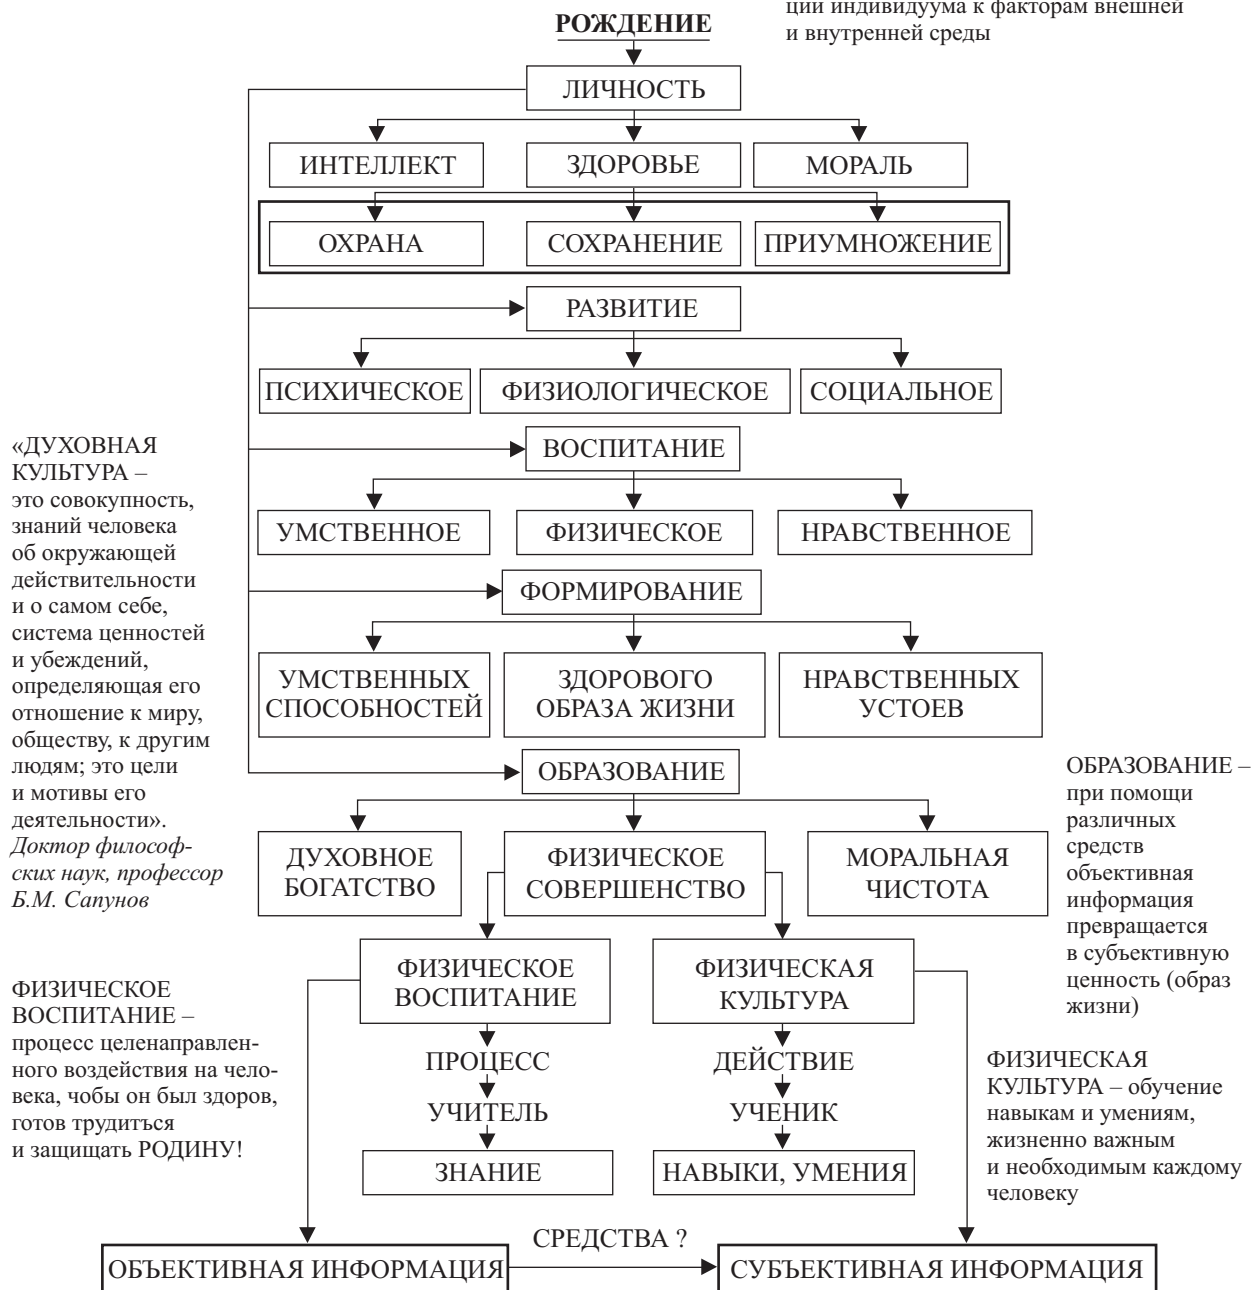 ции индивидуума к факторам внешней
и внутренней среды
РОЖДЕНИЕ
ЛИЧНОСТЬ
ИНТЕЛЛЕКТ
ЗДОРОВЬЕ
МОРАЛЬ
ОХРАНА
СОХРАНЕНИЕ
ПРИУМНОЖЕНИЕ
РАЗВИТИЕ
ПСИХИЧЕСКОЕ
ФИЗИОЛОГИЧЕСКОЕ
СОЦИАЛЬНОЕ
«ДУХОВНАЯ
КУЛЬТУРА –
это совокупность,
знаний человека
об окружающей
действительности
и о самом себе,
система ценностей
и убеждений,
определяющая его
отношение к миру,
обществу, к другим
людям; это цели
и мотивы его
деятельности».
Доктор философ-
ских наук, профессор
Б.М. Сапунов
ВОСПИТАНИЕ
УМСТВЕННОЕ
ФИЗИЧЕСКОЕ
НРАВСТВЕННОЕ
ФОРМИРОВАНИЕ
УМСТВЕННЫХ
СПОСОБНОСТЕЙ
ЗДОРОВОГО
ОБРАЗА ЖИЗНИ
НРАВСТВЕННЫХ
УСТОЕВ
ОБРАЗОВАНИЕ
ДУХОВНОЕ
БОГАТСТВО
ФИЗИЧЕСКОЕ
СОВЕРШЕНСТВО
МОРАЛЬНАЯ
ЧИСТОТА
ОБРАЗОВАНИЕ –
при помощи
различных
средств
объективная
информация
превращается
в субъективную
ценность (образ
жизни)
ФИЗИЧЕСКОЕ
ВОСПИТАНИЕ
ФИЗИЧЕСКАЯ
КУЛЬТУРА
ФИЗИЧЕСКОЕ
ВОСПИТАНИЕ –
процесс целенаправлен-
ного воздействия на чело-
века, чобы он был здоров,
готов трудиться
и защищать РОДИНУ!
ПРОЦЕСС
УЧИТЕЛЬ
ЗНАНИЕ
ДЕЙСТВИЕ
УЧЕНИК
НАВЫКИ, УМЕНИЯ
ФИЗИЧЕСКАЯ
КУЛЬТУРА – обучение
навыкам и умениям,
жизненно важным
и необходимым каждому
человеку
СРЕДСТВА ?
ОБЪЕКТИВНАЯ ИНФОРМАЦИЯ
СУБЪЕКТИВНАЯ ИНФОРМАЦИЯ